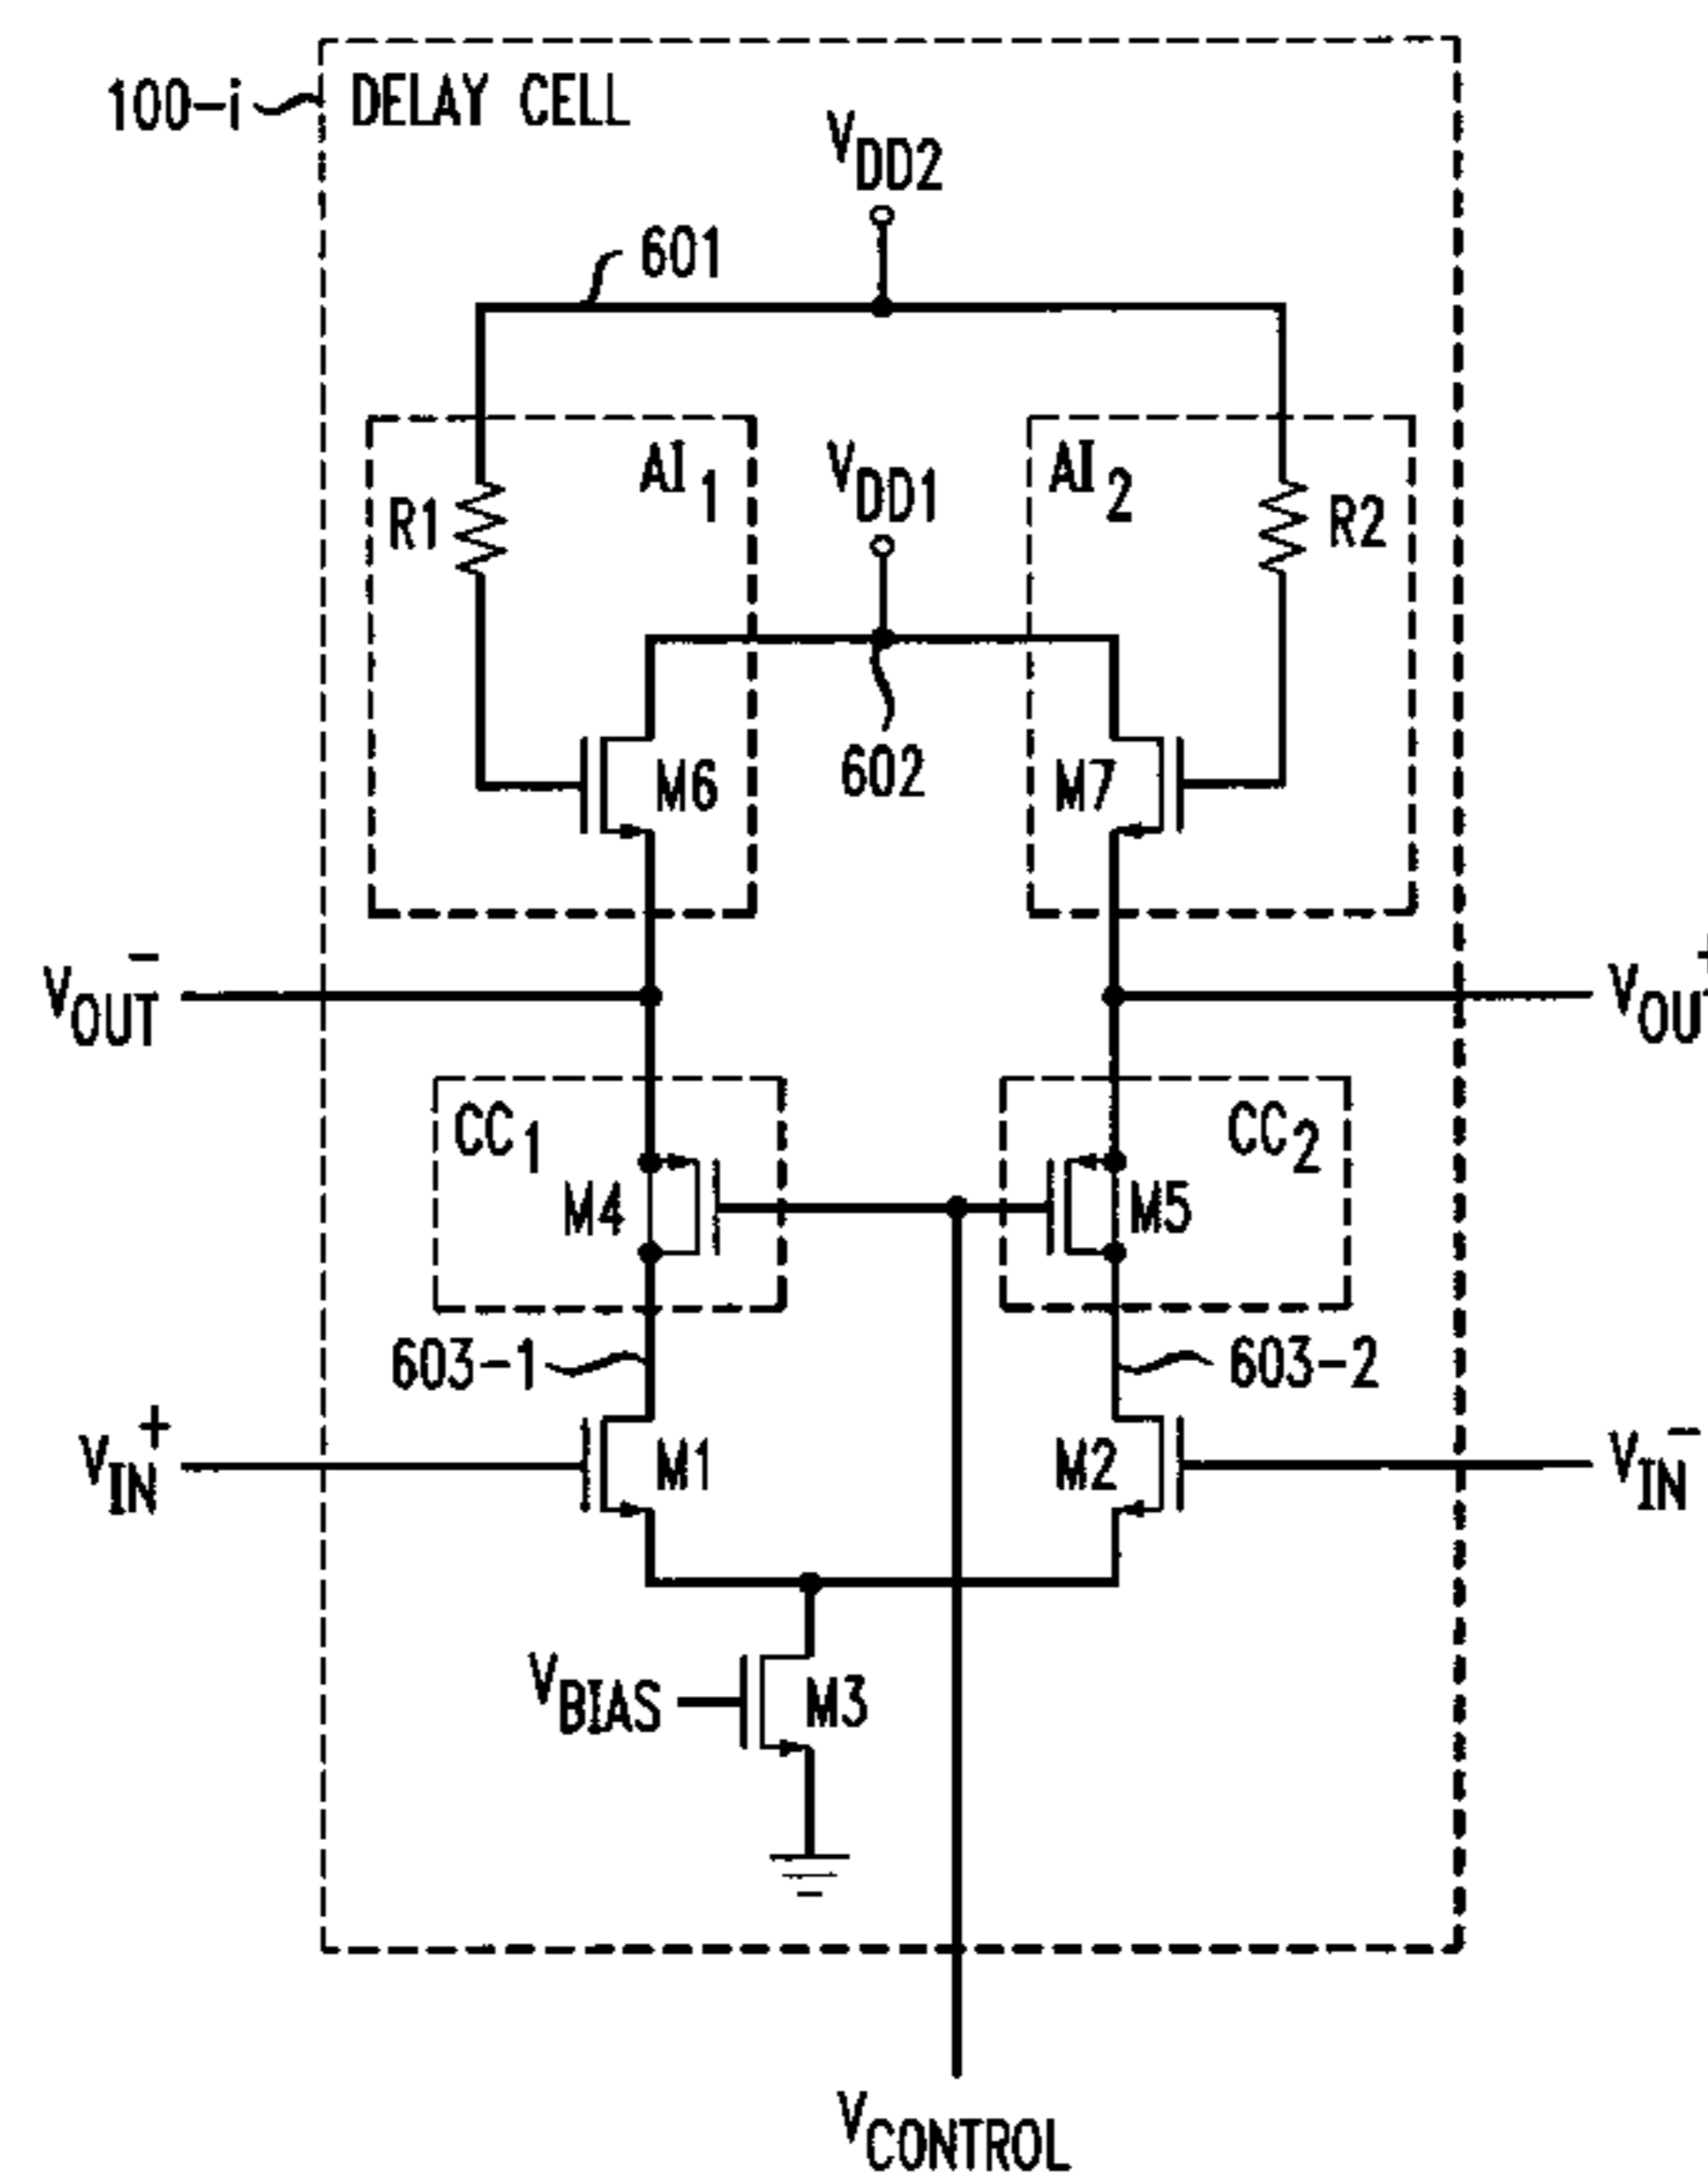 100-i
DELAY CELL
VDD2
601
AI1
VDD1
AI2
R1
R2
M6
602
M7
VOUT−
VOUT+
CC1
CC2
M4
M5
603-1
603-2
VIN+
M1
M2
VIN−
VBIAS
M3
VCONTROL